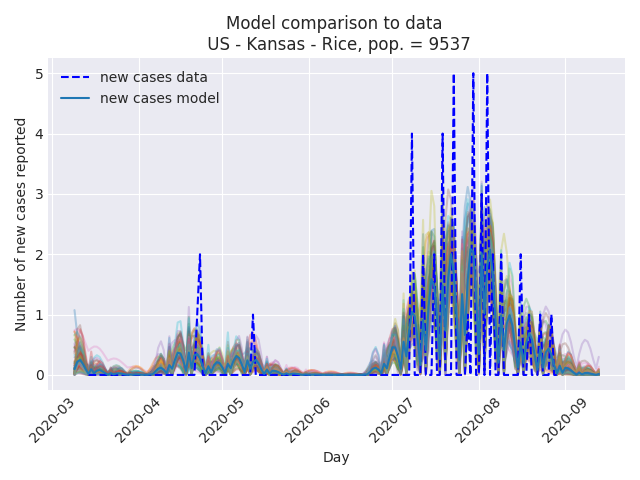 Model comparison to data
US - Kansas - Rice, pop. = 9537
new cases data
new cases model
Number of new cases reported
5
4
3
2
1
0
2020-03
2020-04
2020-05
2020-06
2020-07
2020-08
2020-09
Day